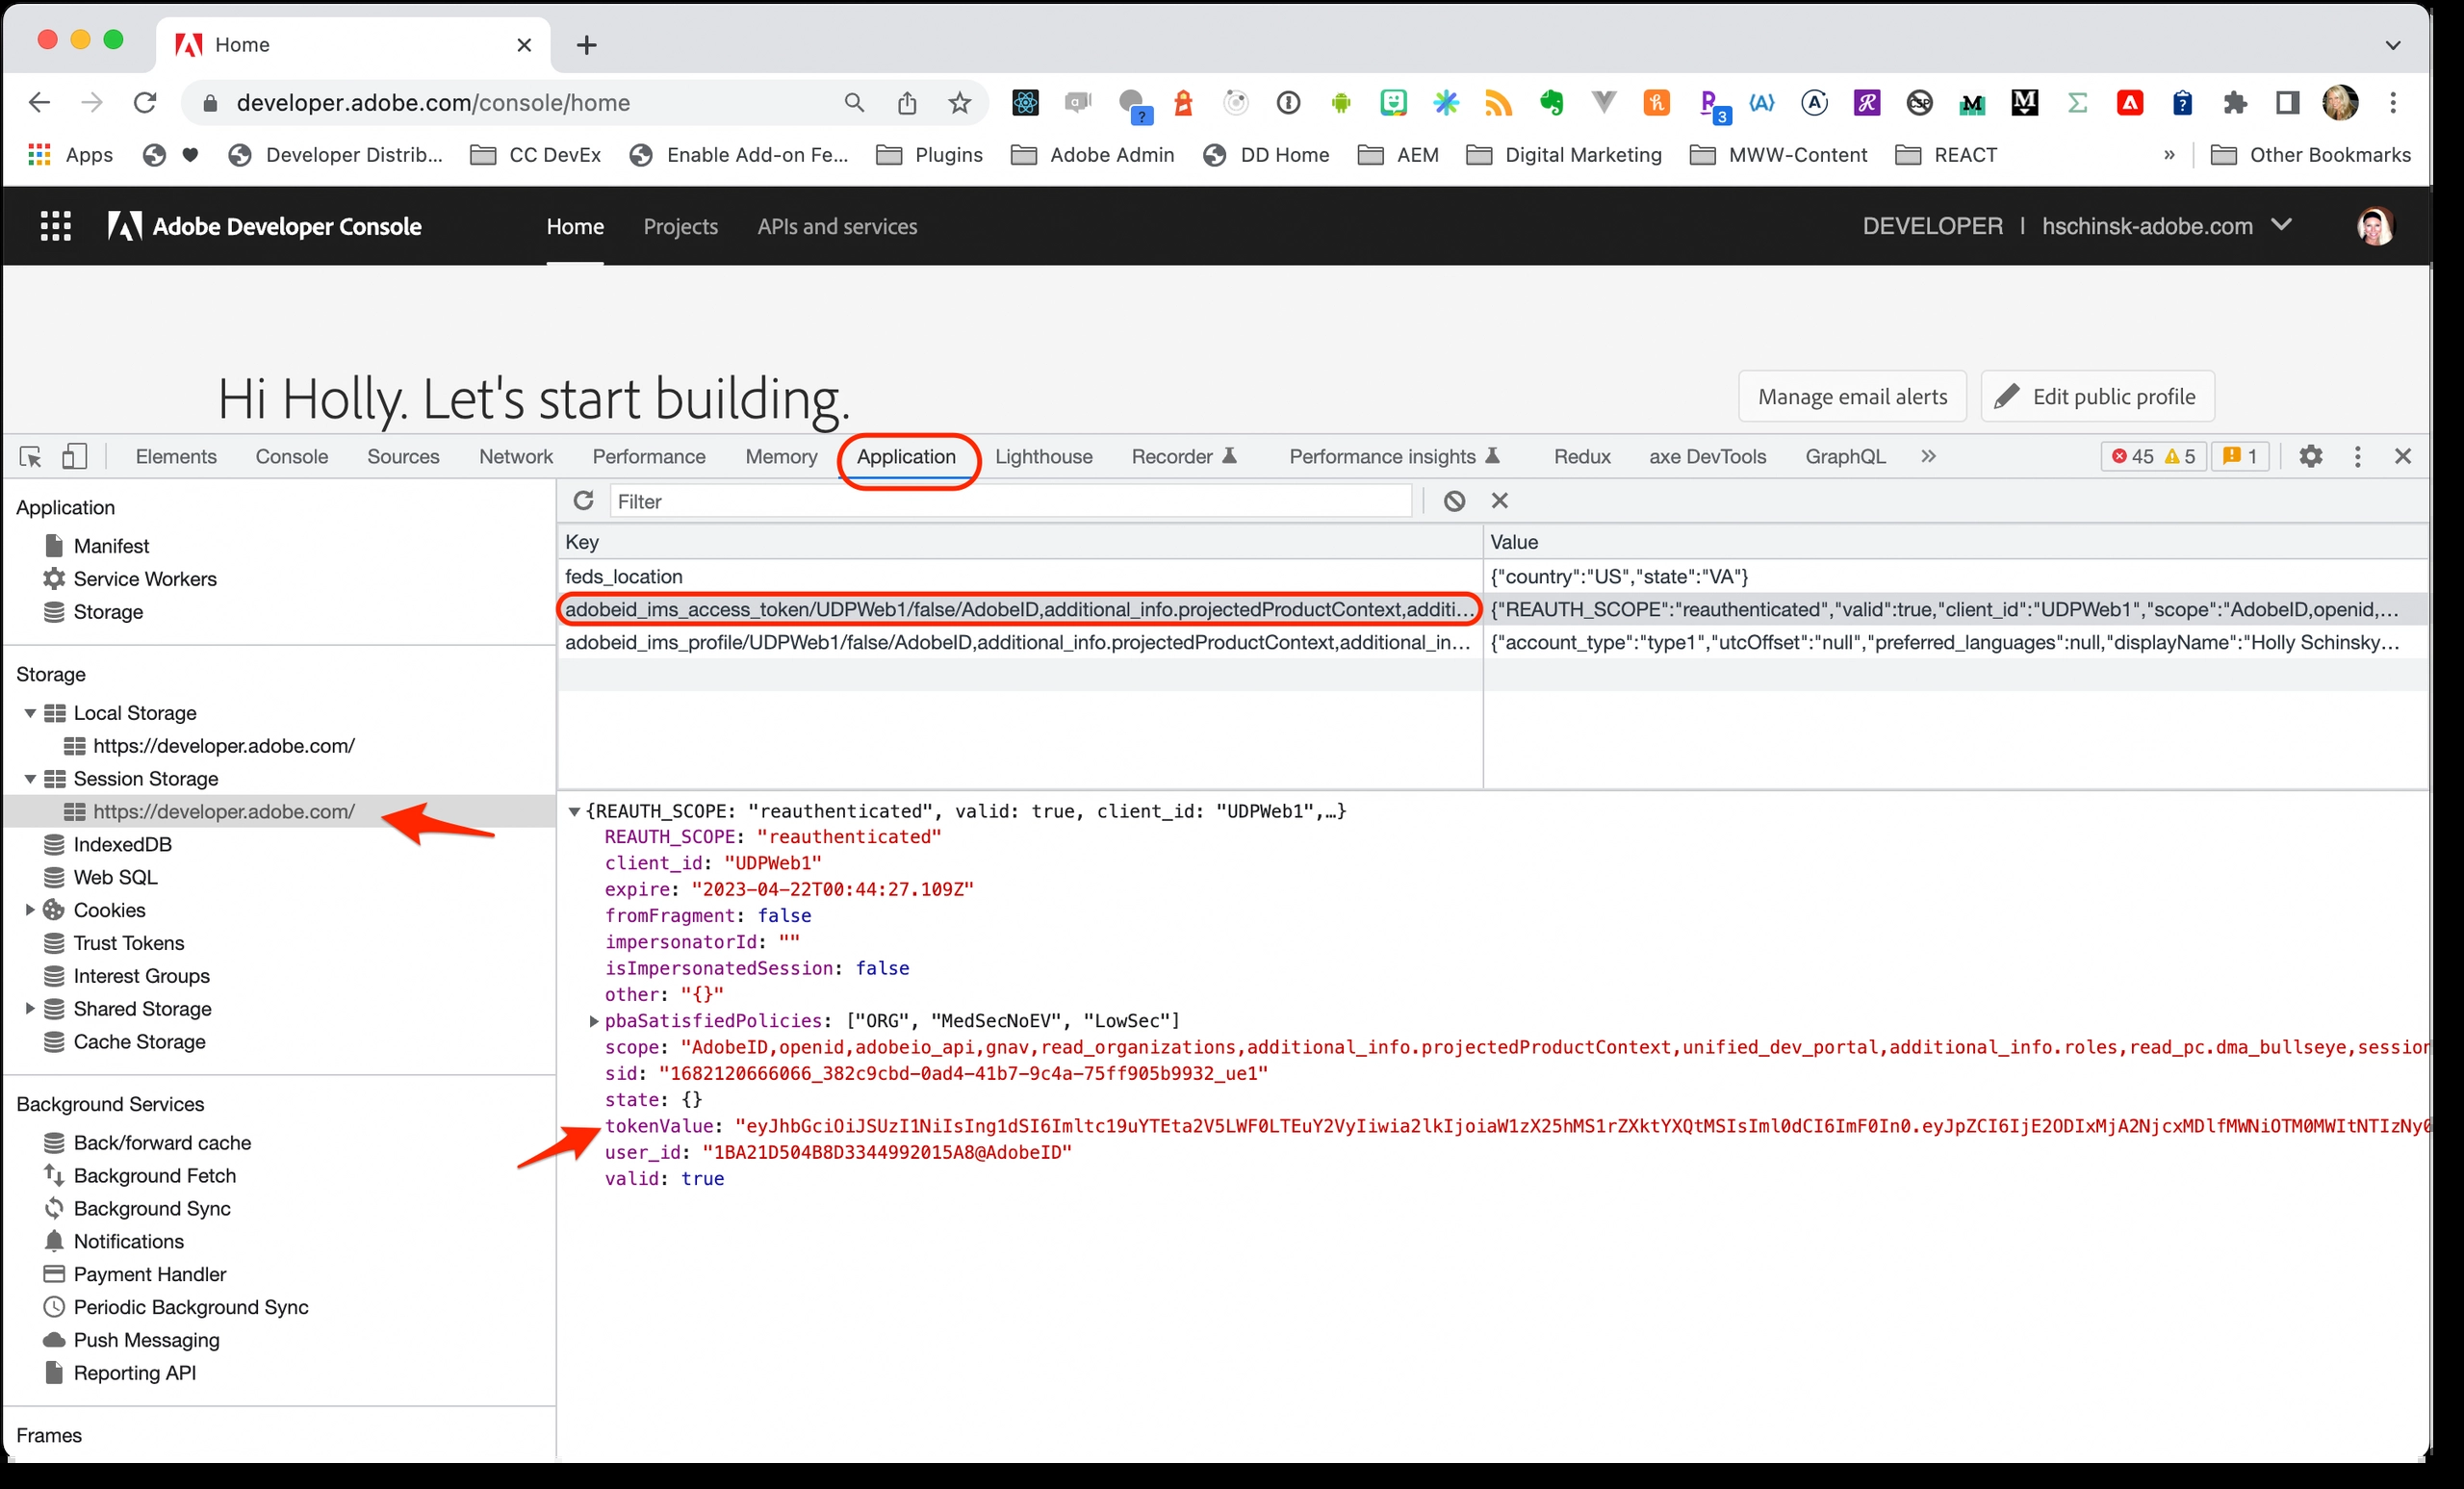 Home
developer.adobe.com/console/home
Apps
Developer Distrib...
CC DevEx
Enable Add-on Fe...
Plugins
Adobe Admin
DD Home
AEM
Digital Marketing
MWW-Content
REACT
»
Other Bookmarks
Adobe Developer Console
Home
Projects
APIs and services
DEVELOPER | hschinsk-adobe.com
Hi Holly. Let's start building.
Manage email alerts
Edit public profile
Elements
Console
Sources
Network
Performance
Memory
Application
Lighthouse
Recorder
Performance insights
Redux
axe DevTools
GraphQL
»
45
5
1
Application
Manifest
Service Workers
Storage
Storage
Local Storage
https://developer.adobe.com/
Session Storage
https://developer.adobe.com/
IndexedDB
Web SQL
Cookies
Trust Tokens
Interest Groups
Shared Storage
Cache Storage
Background Services
Back/forward cache
Background Fetch
Background Sync
Notifications
Payment Handler
Periodic Background Sync
Push Messaging
Reporting API
Frames
Filter
Key
Value
feds_location
{"country":"US","state":"VA"}
adobeid_ims_access_token/UDPWeb1/false/AdobeID,additional_info.projectedProductContext,additi...
{"REAUTH_SCOPE":"reauthenticated","valid":true,"client_id":"UDPWeb1","scope":"AdobeID,openid,...
adobeid_ims_profile/UDPWeb1/false/AdobeID,additional_info.projectedProductContext,additional_in...
{"account_type":"type1","utcOffset":"null","preferred_languages":null,"displayName":"Holly Schinsky...
{REAUTH_SCOPE: "reauthenticated", valid: true, client_id: "UDPWeb1",…}
REAUTH_SCOPE: "reauthenticated"
client_id: "UDPWeb1"
expire: "2023-04-22T00:44:27.109Z"
fromFragment: false
impersonatorId: ""
isImpersonatedSession: false
other: "{}"
pbaSatisfiedPolicies: ["ORG", "MedSecNoEV", "LowSec"]
scope: "AdobeID,openid,adobeio_api,gnav,read_organizations,additional_info.projectedProductContext,unified_dev_portal,additional_info.roles,read_pc.dma_bullseye,session
sid: "1682120666066_382c9cbd-0ad4-41b7-9c4a-75ff905b9932_ue1"
state: {}
tokenValue: "eyJhbGciOiJSUzI1NiIsIng1dSI6Imltc19uYTEta2V5LWF0LTEuY2VyIiwia2lkIjoiaW1zX25hMS1rZXktYXQtMSIsIml0dCI6ImF0In0.eyJpZCI6IjE2ODIxMjA2NjcxMDlfMWNiOTM0MWItNTIzNy0
user_id: "1BA21D504B8D3344992015A8@AdobeID"
valid: true